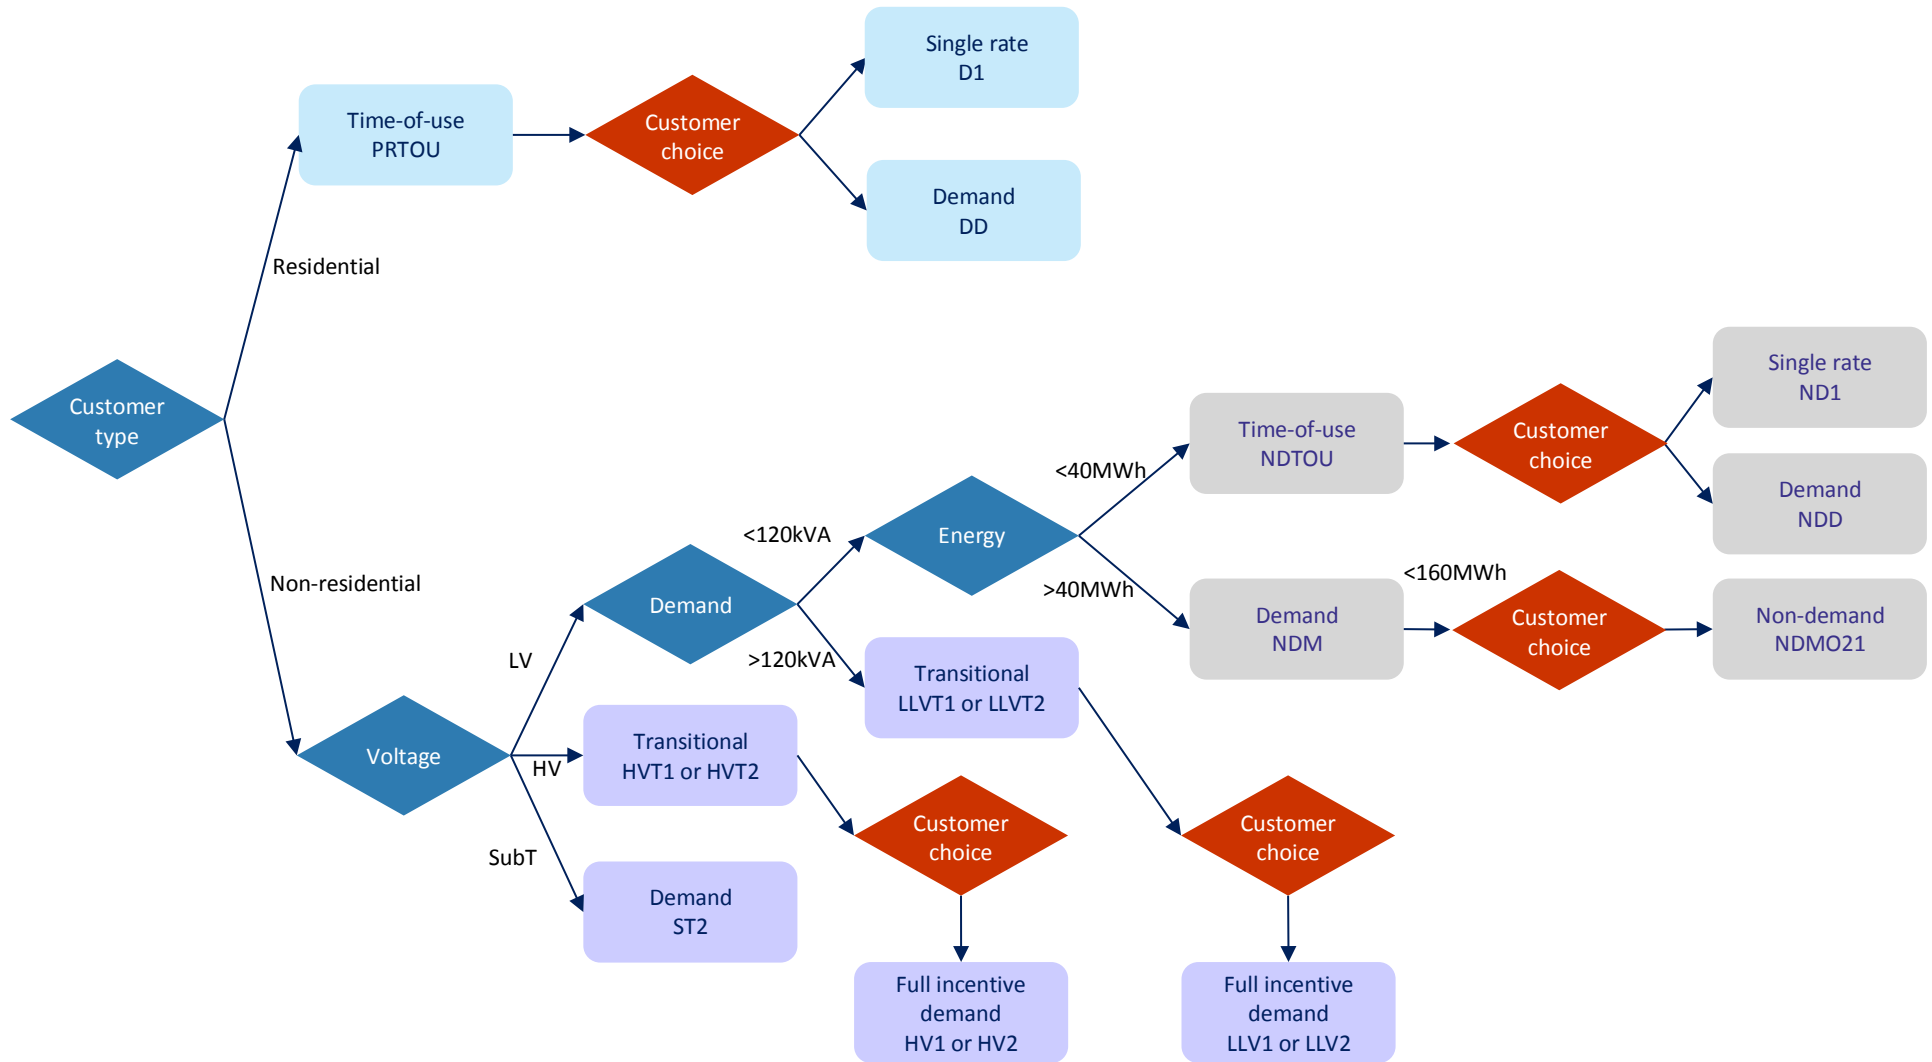 Single rate
D1
Time-of-use
PRTOU
Customer
choice
Demand
DD
Residential
Customer
type
Non-residential
Voltage
LV
HV
SubT
Demand
<120kVA
>120kVA
Energy
<40MWh
>40MWh
Time-of-use
NDTOU
Customer
choice
Single rate
ND1
Demand
NDD
Demand
NDM
<160MWh
Customer
choice
Non-demand
NDMO21
Transitional
LLVT1 or LLVT2
Transitional
HVT1 or HVT2
Customer
choice
Customer
choice
Demand
ST2
Full incentive
demand
HV1 or HV2
Full incentive
demand
LLV1 or LLV2